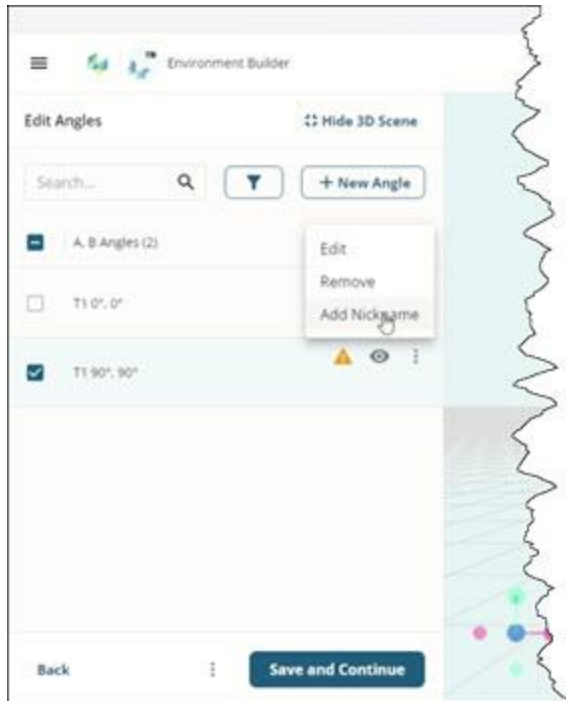 TB
Environment Builder
Edit Angles
Hide 3D Scene
Search...
+ New Angle
A, B Angles (2)
Edit
Remove
Add Nickname
T1 0°, 0°
T1 90°, 90°
Back
Save and Continue